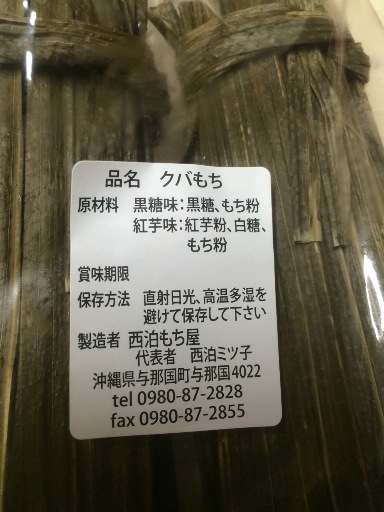 品名　クバもち
原材料　黒糖味：黒糖、もち粉
紅芋味：紅芋粉、白糖、
もち粉
賞味期限
保存方法　直射日光、高温多湿を
避けて保存して下さい
製造者　西泊もち屋
代表者　西泊ミツ子
沖縄県与那国町与那国4022
tel 0980-87-2828
fax 0980-87-2855